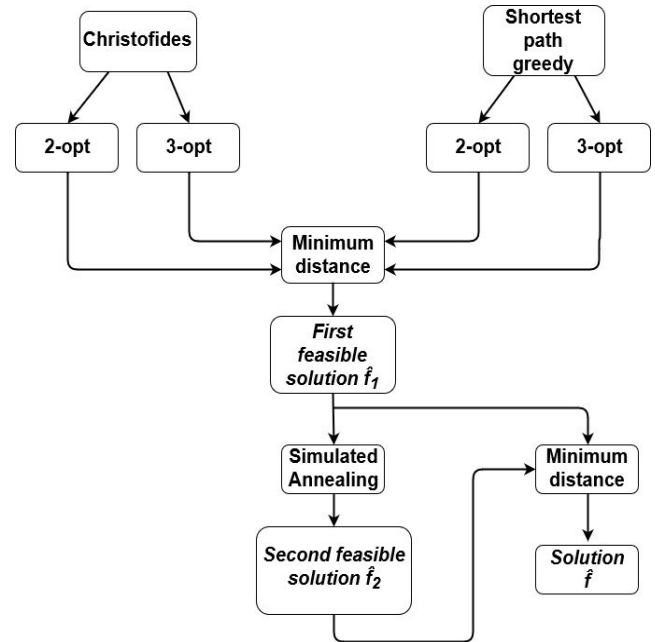 Christofides
Shortest
path
greedy
2-opt
3-opt
2-opt
3-opt
Minimum
distance
First
feasible
solution f̂₁
Simulated
Annealing
Minimum
distance
Second feasible
solution f̂₂
Solution
f̂